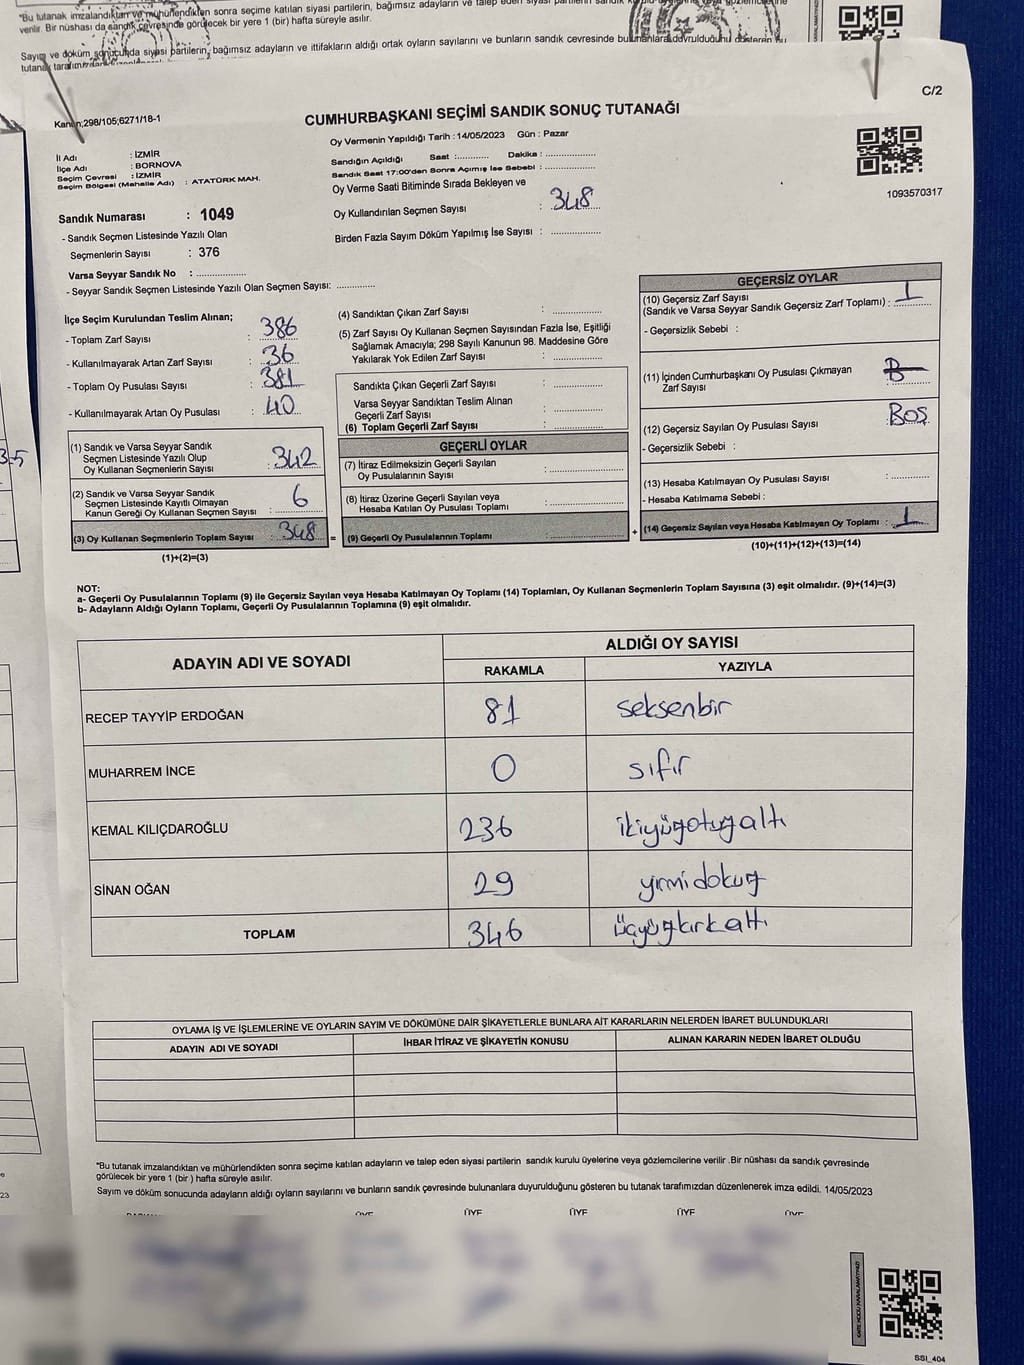 *Bu tutanak imzalandıktan ve mühürlendikten sonra seçime katılan siyasi partilerin, bağımsız adayların ve talep eden siyasi partilerin
verilir. Bir nüshası da sandık çevresinde görülecek bir yere 1 (bir) hafta süreyle asılır.
Sayım ve döküm sonucunda siyasi partilerin, bağımsız adayların ve ittifakların aldığı ortak oyların sayılarını ve bunların sandık çevresinde bulunanlara duyurulduğunu gösteren bu
tutanak
C/2
Kanun;298/105;6271/18-1
CUMHURBAŞKANI SEÇİMİ SANDIK SONUÇ TUTANAĞI
Oy Vermenin Yapıldığı Tarih : 14/05/2023 Gün : Pazar
İl Adı : İZMİR
İlçe Adı : BORNOVA
Seçim Çevresi : İZMİR
Seçim Bölgesi (Mahalle Adı) : ATATÜRK MAH.
Sandığın Açıldığı Saat :........... Dakika : ................
Sandık Saat 17:00'den Sonra Açımış İse Sebebi : ................
Oy Verme Saati Bitiminde Sırada Bekleyen ve
Oy Kullandırılan Seçmen Sayısı : 348
Birden Fazla Sayım Döküm Yapılmış İse Sayısı : ................
1093570317
Sandık Numarası : 1049
- Sandık Seçmen Listesinde Yazılı Olan
Seçmenlerin Sayısı : 376
Varsa Seyyar Sandık No : ................
- Seyyar Sandık Seçmen Listesinde Yazılı Olan Seçmen Sayısı: ............
İlçe Seçim Kurulundan Teslim Alınan;
- Toplam Zarf Sayısı : 386
- Kullanılmayarak Artan Zarf Sayısı : 36
- Toplam Oy Pusulası Sayısı : 381
- Kullanılmayarak Artan Oy Pusulası : 40
(1) Sandık ve Varsa Seyyar Sandık
Seçmen Listesinde Yazılı Olup
Oy Kullanan Seçmenlerin Sayısı : 342
(2) Sandık ve Varsa Seyyar Sandık
Seçmen Listesinde Kayıtlı Olmayan
Kanun Gereği Oy Kullanan Seçmen Sayısı : 6
(3) Oy Kullanan Seçmenlerin Toplam Sayısı : 348
(1)+(2)=(3)
=
(4) Sandıktan Çıkan Zarf Sayısı : ................
(5) Zarf Sayısı Oy Kullanan Seçmen Sayısından Fazla İse, Eşitliği
Sağlamak Amacıyla; 298 Sayılı Kanunun 98. Maddesine Göre
Yakılarak Yok Edilen Zarf Sayısı : ................
Sandıkta Çıkan Geçerli Zarf Sayısı : ................
Varsa Seyyar Sandıktan Teslim Alınan
Geçerli Zarf Sayısı : ................
(6) Toplam Geçerli Zarf Sayısı : ................
GEÇERLİ OYLAR
(7) İtiraz Edilmeksizin Geçerli Sayılan
Oy Pusulalarının Sayısı : ................
(8) İtiraz Üzerine Geçerli Sayılan veya
Hesaba Katılan Oy Pusulası Toplamı : ................
(9) Geçerli Oy Pusulalarının Toplamı : ................
+
GEÇERSİZ OYLAR
(10) Geçersiz Zarf Sayısı
(Sandık ve Varsa Seyyar Sandık Geçersiz Zarf Toplamı) : 1
- Geçersizlik Sebebi :
(11) İçinden Cumhurbaşkanı Oy Pusulası Çıkmayan
Zarf Sayısı :
(12) Geçersiz Sayılan Oy Pusulası Sayısı : Boş
- Geçersizlik Sebebi :
(13) Hesaba Katılmayan Oy Pusulası Sayısı : ................
- Hesaba Katılmama Sebebi :
(14) Geçersiz Sayılan veya Hesaba Katılmayan Oy Toplamı : 1
(10)+(11)+(12)+(13)=(14)
NOT:
a- Geçerli Oy Pusulalarının Toplamı (9) ile Geçersiz Sayılan veya Hesaba Katılmayan Oy Toplamı (14) Toplamları, Oy Kullanan Seçmenlerin Toplam Sayısına (3) eşit olmalıdır. (9)+(14)=(3)
b- Adayların Aldığı Oyların Toplamı, Geçerli Oy Pusulalarının Toplamına (9) eşit olmalıdır.
ADAYIN ADI VE SOYADI
ALDIĞI OY SAYISI
RAKAMLA YAZIYLA
RECEP TAYYİP ERDOĞAN 81 seksenbir
MUHARREM İNCE 0 sıfır
KEMAL KILIÇDAROĞLU 236 ikiyüzotuzaltı
SİNAN OĞAN 29 yirmidokuz
TOPLAM 346 üçyüzkırkaltı
OYLAMA İŞ VE İŞLEMLERİNE VE OYLARIN SAYIM VE DÖKÜMÜNE DAİR ŞİKAYETLERLE BUNLARA AİT KARARLARIN NELERDEN İBARET BULUNDUKLARI
ADAYIN ADI VE SOYADI İHBAR İTİRAZ VE ŞİKAYETİN KONUSU ALINAN KARARIN NEDEN İBARET OLDUĞU
*Bu tutanak imzalandıktan ve mühürlendikten sonra seçime katılan adayların ve talep eden siyasi partilerin sandık kurulu üyelerine veya gözlemcilerine verilir .Bir nüshası da sandık çevresinde
görülecek bir yere 1 (bir ) hafta süreyle asılır.
Sayım ve döküm sonucunda adayların aldığı oyların sayılarını ve bunların sandık çevresinde bulunanlara duyurulduğunu gösteren bu tutanak tarafımızdan düzenlenerek imza edildi. 14/05/2023
ÜYE ÜYE ÜYE ÜYE ÜYE
SSI_404